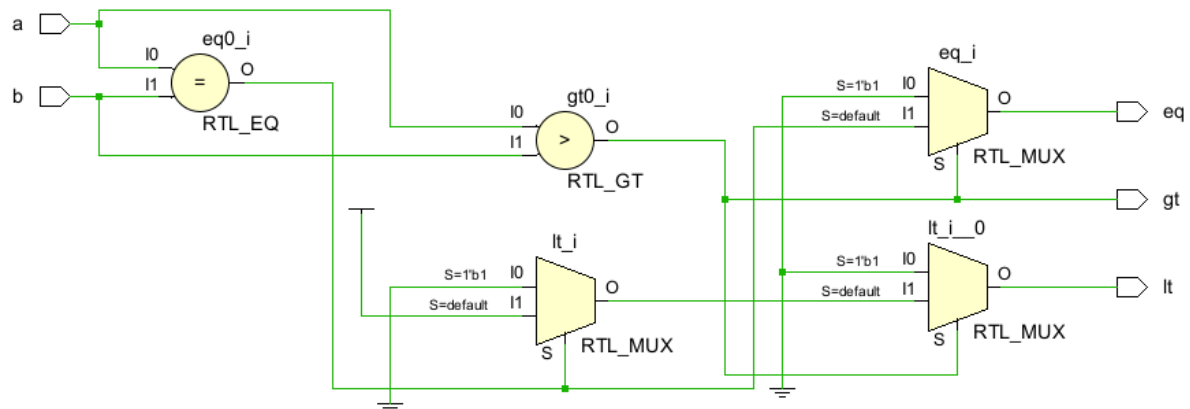 a
b
eq0_i
I0
I1
=
O
RTL_EQ
gt0_i
I0
I1
>
O
RTL_GT
eq_i
S=1'b1
I0
S=default
I1
O
S
RTL_MUX
eq
gt
lt_i
S=1'b1
I0
S=default
I1
O
S
RTL_MUX
lt_i__0
S=1'b1
I0
S=default
I1
O
S
RTL_MUX
lt